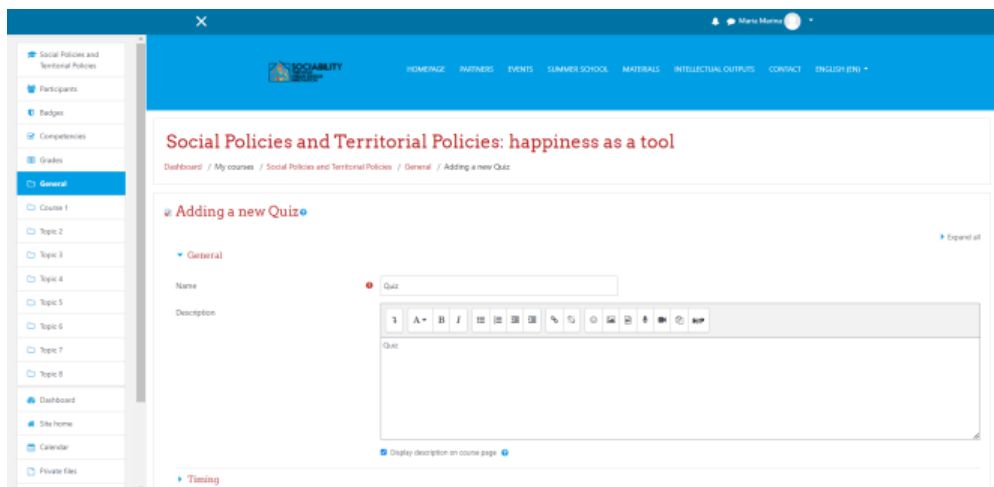 Maria Marma
Social Policies and
Territorial Policies
Participants
Badges
Competencies
Grades
General
Course 1
Topic 2
Topic 3
Topic 4
Topic 5
Topic 6
Topic 7
Topic 8
Dashboard
Site home
Calendar
Private files
SOCIABILITY
HOMEPAGE PARTNERS EVENTS SUMMER SCHOOL MATERIALS INTELLECTUAL OUTPUTS CONTACT ENGLISH (EN)
Social Policies and Territorial Policies: happiness as a tool
Dashboard / My courses / Social Policies and Territorial Policies / General / Adding a new Quiz
Adding a new Quiz
Expand all
General
Name
Quiz
Description
A B I
Quiz
Display description on course page
Timing